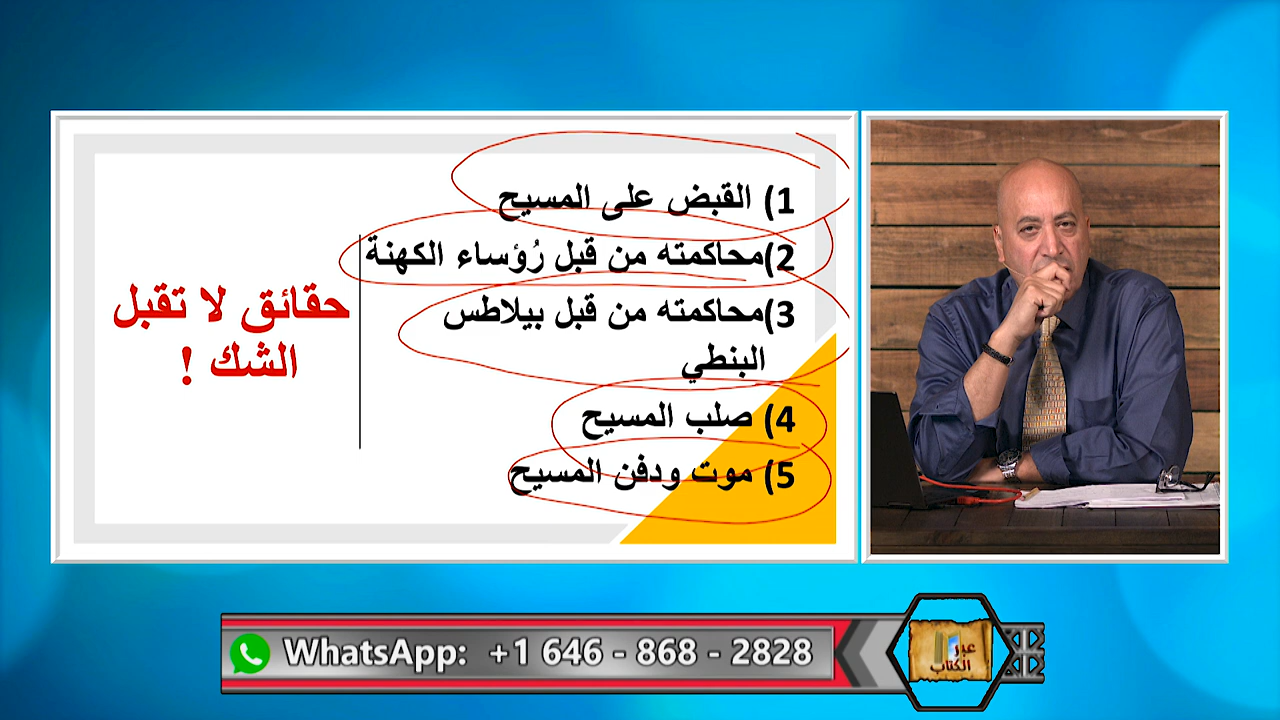 1) القبض على المسيح
2)محاكمته من قبل رُؤساء الكهنة
3)محاكمته من قبل بيلاطس
البنطي
4) صلب المسيح
5) موت ودفن المسيح
حقائق لا تقبل
الشك !
WhatsApp: +1 646 - 868 - 2828
عبر
الكتاب